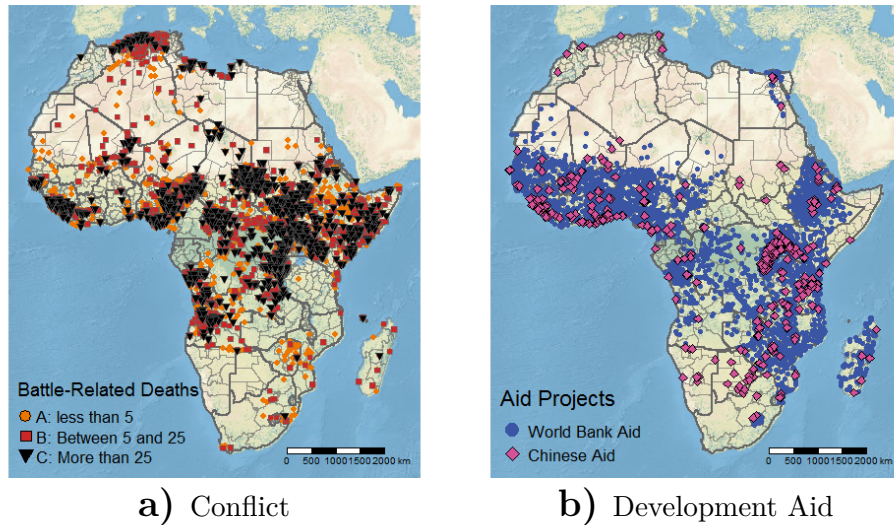 Battle-Related Deaths
A: less than 5
B: Between 5 and 25
C: More than 25
0 500 1000 1500 2000 km
a) Conflict
Aid Projects
World Bank Aid
Chinese Aid
0 500 1000 1500 2000 km
b) Development Aid